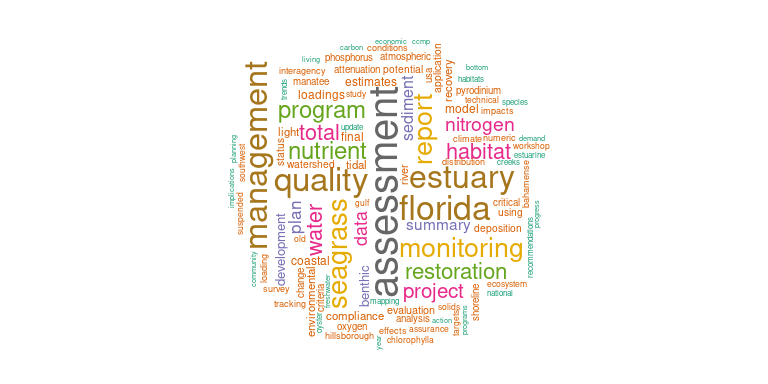 economic ccmp
carbon conditions
living phosphorus atmospheric
interagency attenuation potential
bottom
habitats
manatee estimates
usa
application
recovery
pyrodinium
trends
loadings study
technical species
model impacts
management
program
assessment
sediment
report
nitrogen
light total update final
climate numeric demand
status
nutrient
habitat workshop
estuarine
watershed tidal
distribution creeks
planning
southwest
quality
river
estuary
bahamense
implications
suspended
plan
water
seagrass
gulf
data
florida
critical
using
progress
development
old
summary deposition
recommendations
monitoring
community
loading
coastal
change
environmental
criteria
freshwater
benthic
restoration
survey
project
ecosystem
national
shoreline
tracking
mapping
oyster
compliance
evaluation solids
targets
programs
analysis action
oxygen
effects assurance
hillsborough
year
chlorophylla